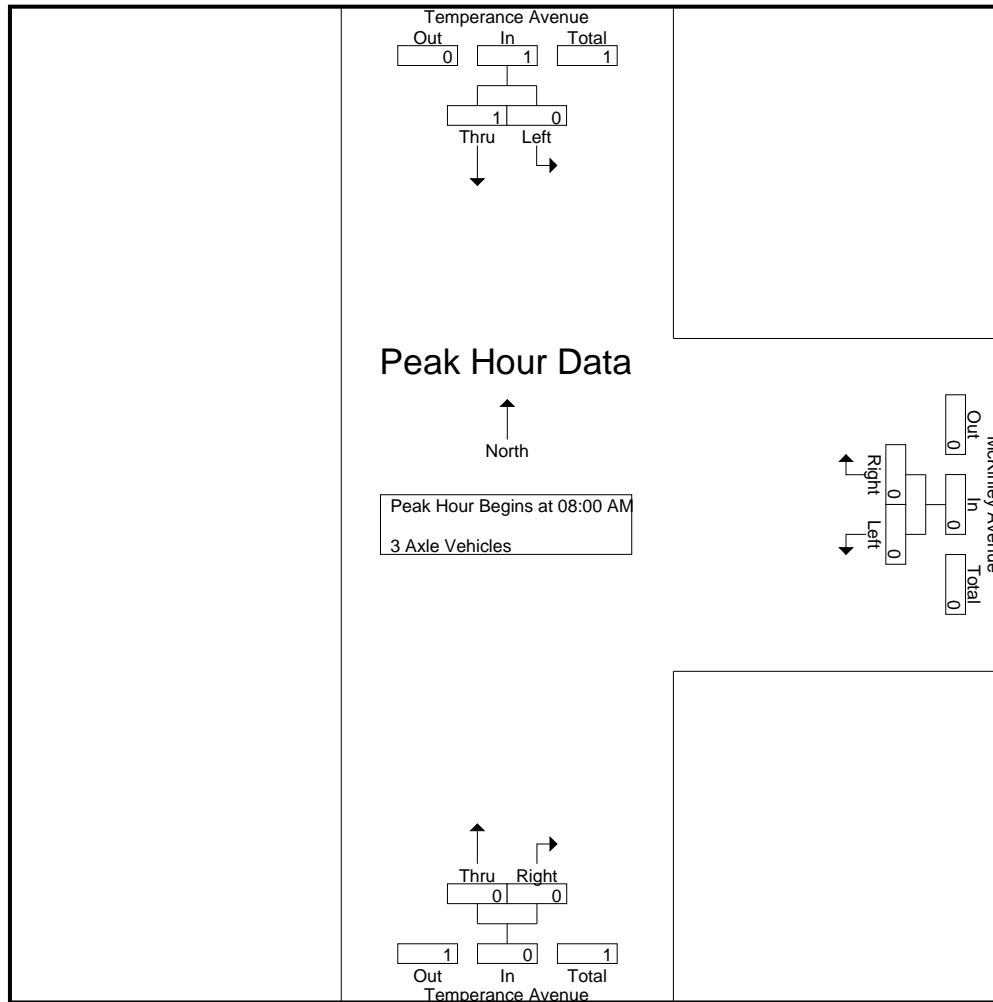 Temperance Avenue
Out In Total
0 1 1
1 0
Thru Left
Peak Hour Data
North
Peak Hour Begins at 08:00 AM
3 Axle Vehicles
McKinley Avenue
Out In Total
0 0 0
Right Left
0 0
Thru Right
0 0
1 0 1
Out In Total
Temperance Avenue